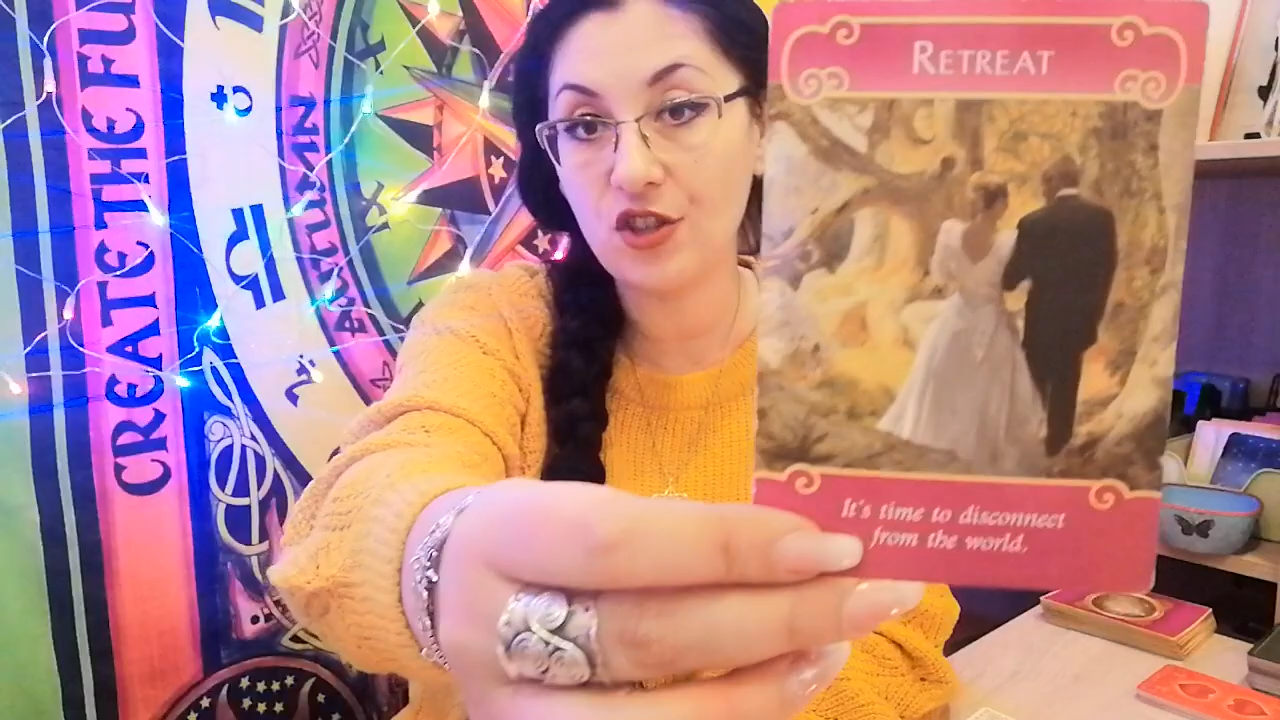 RETREAT
It's time to disconnect
from the world.
CREATE THE FU
AUTUMN